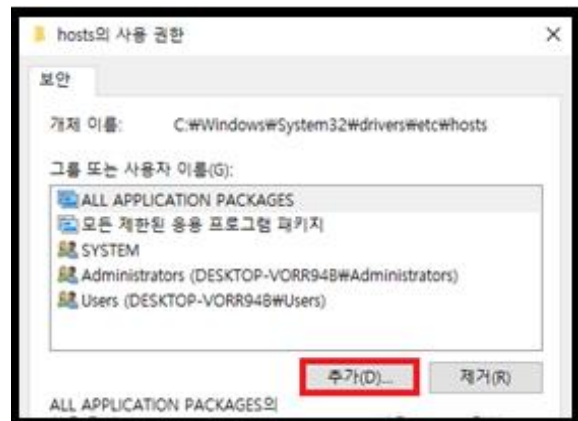 hosts의 사용 권한
보안
개체 이름: C:₩Windows₩System32₩drivers₩etc₩hosts
그룹 또는 사용자 이름(G):
ALL APPLICATION PACKAGES
모든 제한된 응용 프로그램 패키지
SYSTEM
Administrators (DESKTOP-VORR94B₩Administrators)
Users (DESKTOP-VORR94B₩Users)
추가(D)... 제거(R)
ALL APPLICATION PACKAGES의